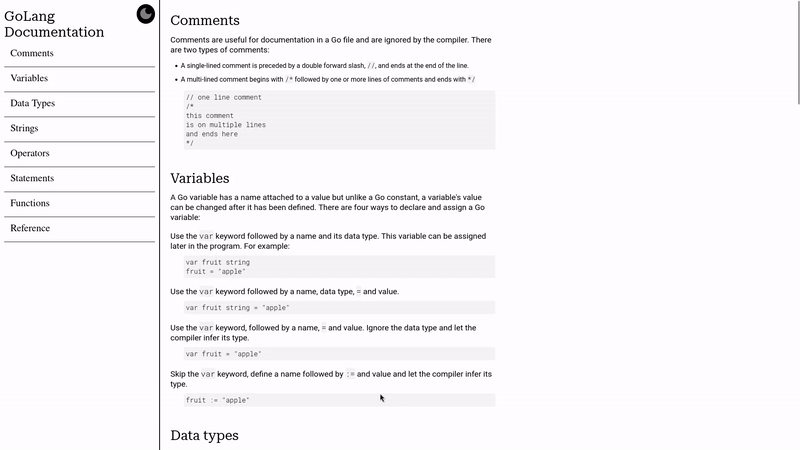 GoLang
Documentation
Comments
Variables
Data Types
Strings
Operators
Statements
Functions
Reference
Comments
Comments are useful for documentation in a Go file and are ignored by the compiler. There
are two types of comments:
• A single-lined comment is preceded by a double forward slash, //, and ends at the end of the line.
• A multi-lined comment begins with /* followed by one or more lines of comments and ends with */
// one line comment
/*
this comment
is on multiple lines
and ends here
*/
Variables
A Go variable has a name attached to a value but unlike a Go constant, a variable's value
can be changed after it has been defined. There are four ways to declare and assign a Go
variable:
Use the var keyword followed by a name and its data type. This variable can be assigned
later in the program. For example:
var fruit string
fruit = "apple"
Use the var keyword followed by a name, data type, = and value.
var fruit string = "apple"
Use the var keyword, followed by a name, = and value. Ignore the data type and let the
compiler infer its type.
var fruit = "apple"
Skip the var keyword, define a name followed by := and value and let the compiler infer its
type.
fruit := "apple"
Data types